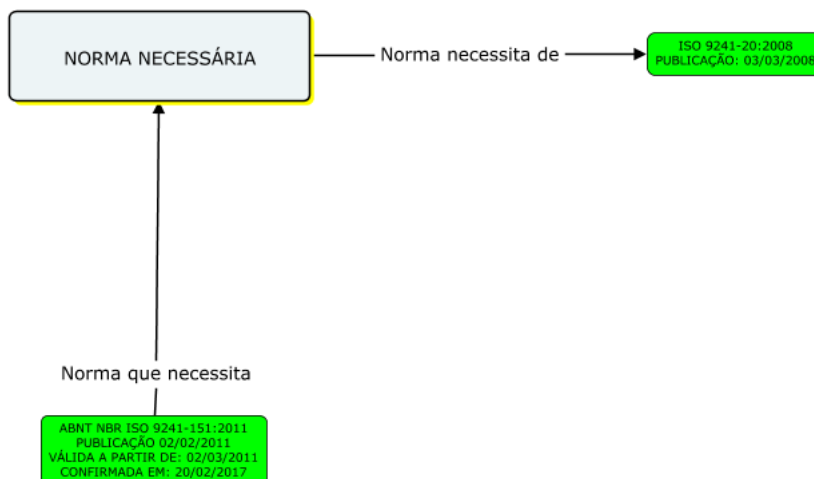 NORMA NECESSÁRIA
Norma necessita de
ISO 9241-20:2008
PUBLICAÇÃO: 03/03/2008
Norma que necessita
ABNT NBR ISO 9241-151:2011
PUBLICAÇÃO 02/02/2011
VÁLIDA A PARTIR DE: 02/03/2011
CONFIRMADA EM: 20/02/2017